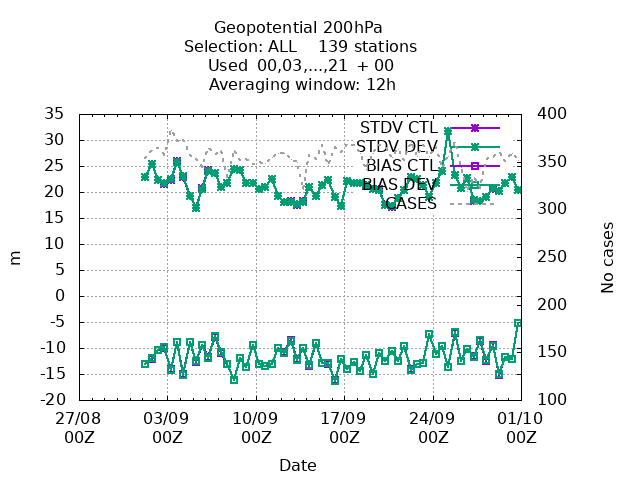 Geopotential 200hPa
Selection: ALL    139 stations
Used  00,03,...,21  + 00
Averaging window: 12h
35
30
25
20
15
10
5
0
-5
-10
-15
-20
m
400
350
300
250
200
150
100
No cases
STDV CTL
STDV DEV
BIAS CTL
BIAS DEV
CASES
27/08 03/09 10/09 17/09 24/09 01/10
00Z 00Z 00Z 00Z 00Z 00Z
Date